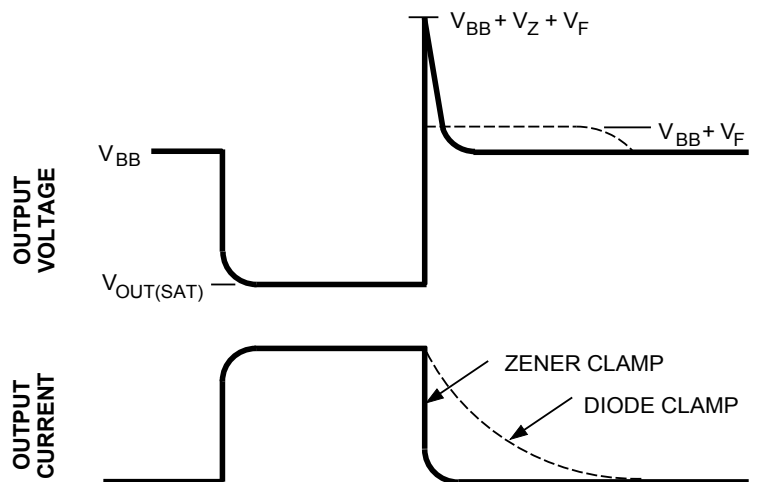 V_BB + V_Z + V_F
V_BB + V_F
V_BB
OUTPUT
VOLTAGE
V_OUT(SAT)
ZENER CLAMP
DIODE CLAMP
OUTPUT
CURRENT